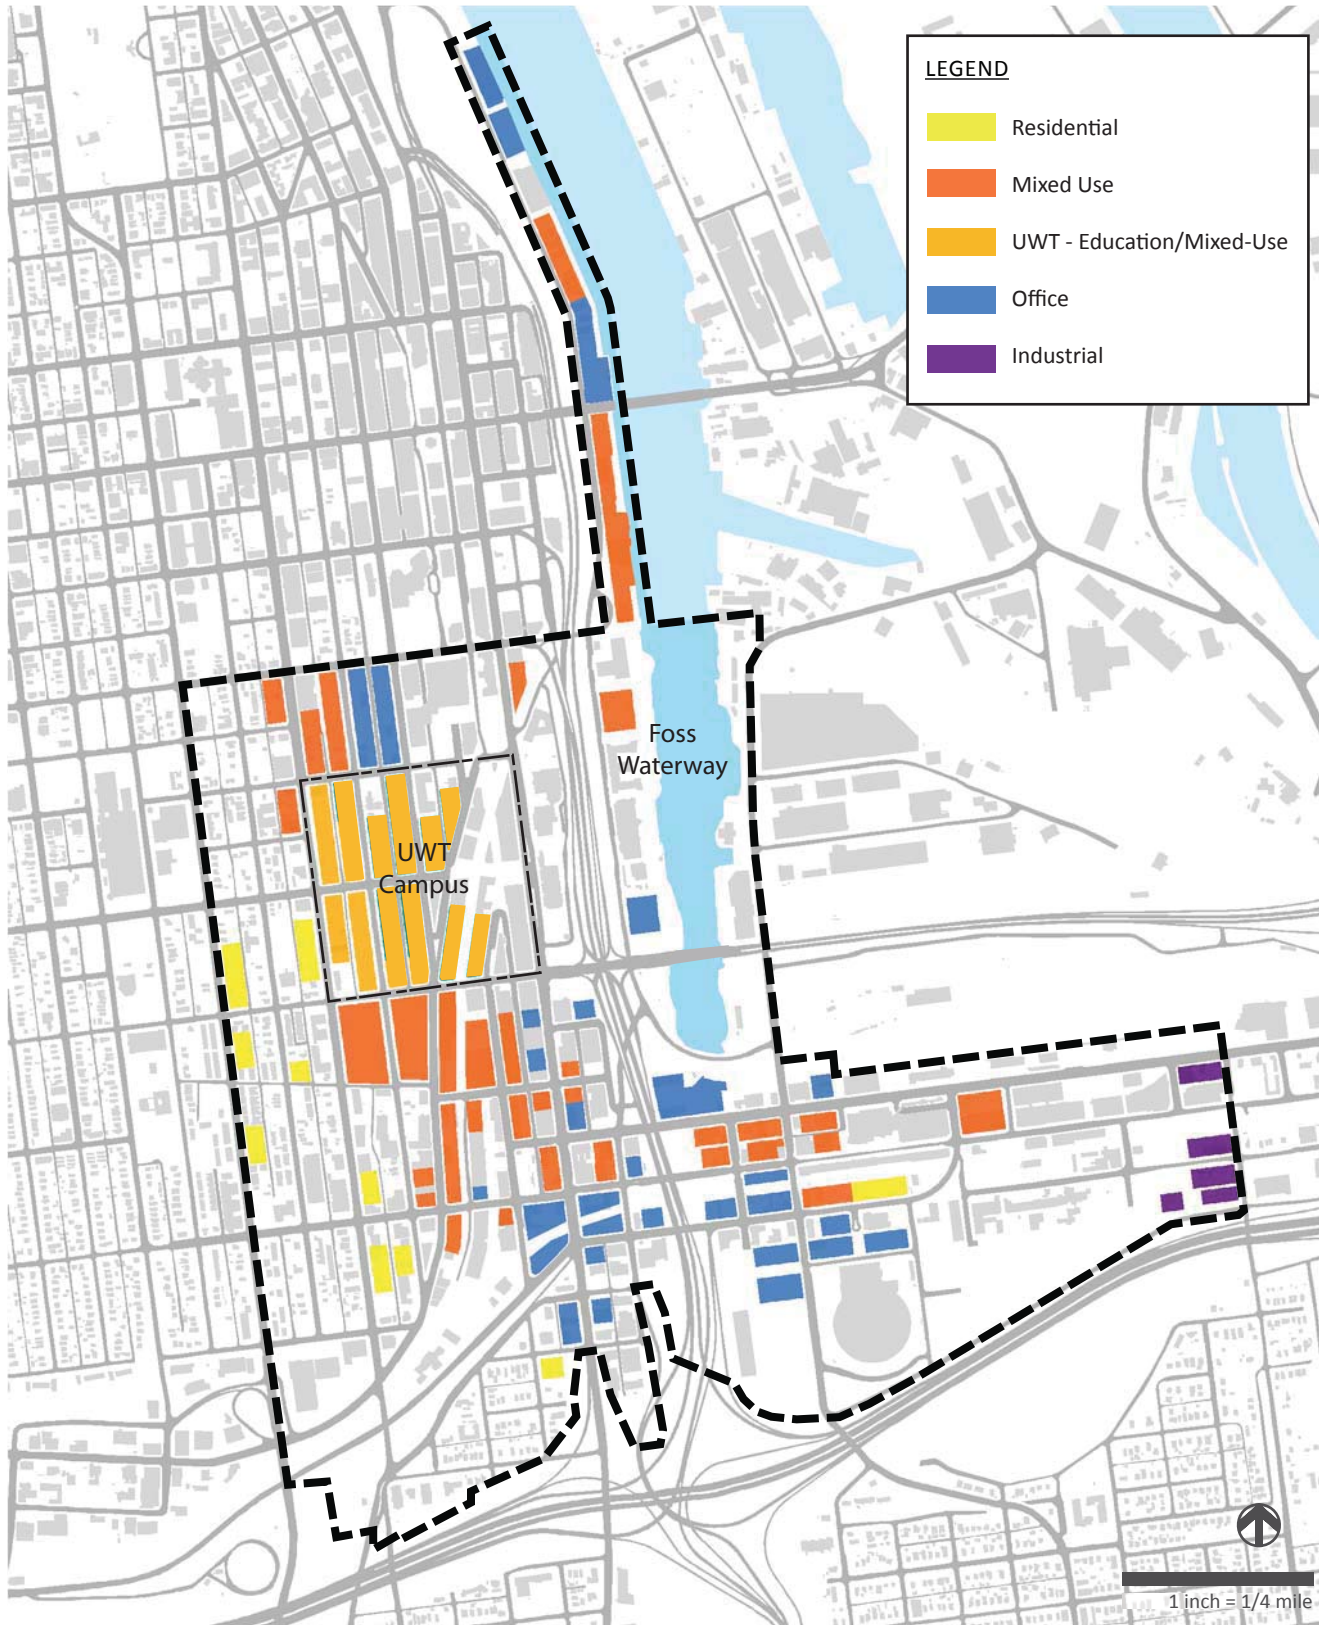 LEGEND
Residential
Mixed Use
UWT - Education/Mixed-Use
Office
Industrial
Foss
Waterway
UWT
Campus
1 inch = 1/4 mile